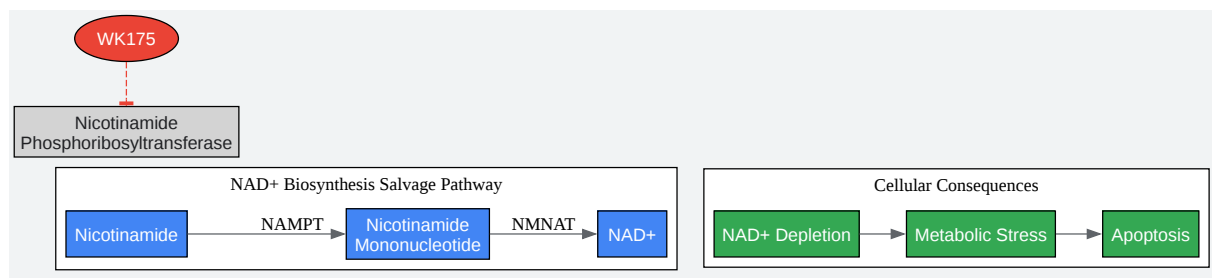 WK175
Nicotinamide
Phosphoribosyltransferase
NAD+ Biosynthesis Salvage Pathway
Nicotinamide
NAMPT
Nicotinamide
Mononucleotide
NMNAT
NAD+
Cellular Consequences
NAD+ Depletion
Metabolic Stress
Apoptosis